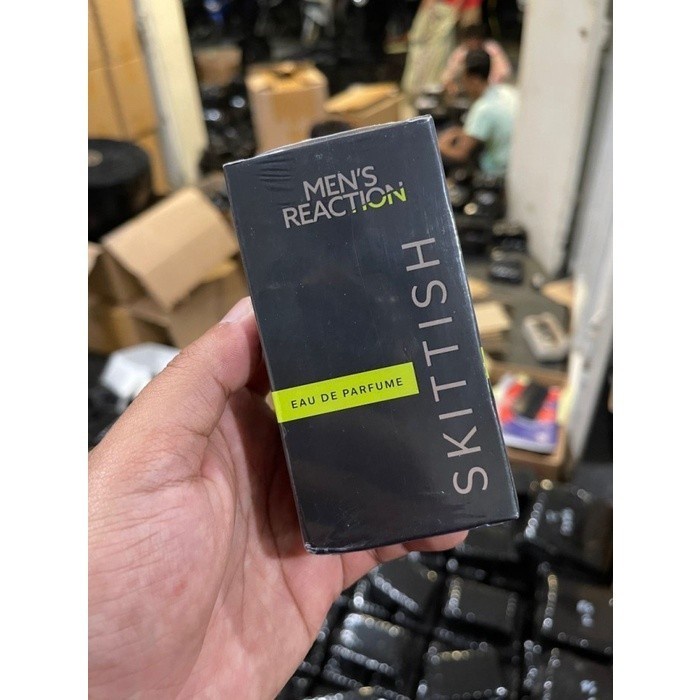 MEN'S
REACTION
SKITTISH
EAU DE PARFUME